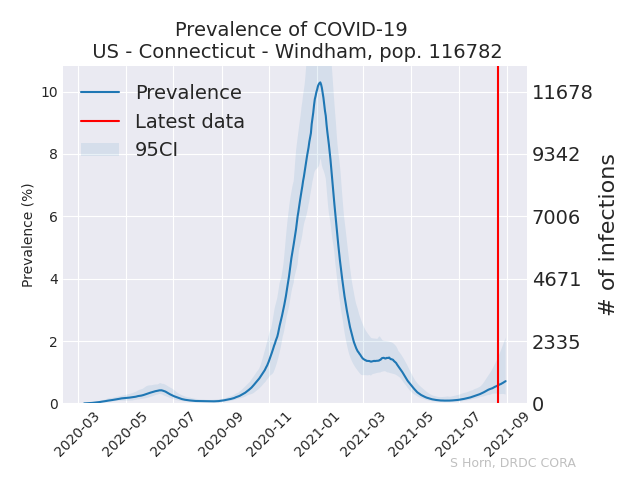 Prevalence of COVID-19
US - Connecticut - Windham, pop. 116782
Prevalence
Latest data
95CI
Prevalence (%)
10
8
6
4
2
0
11678
9342
7006
4671
2335
0
# of infections
2020-03
2020-05
2020-07
2020-09
2020-11
2021-01
2021-03
2021-05
2021-07
2021-09
S Horn, DRDC CORA